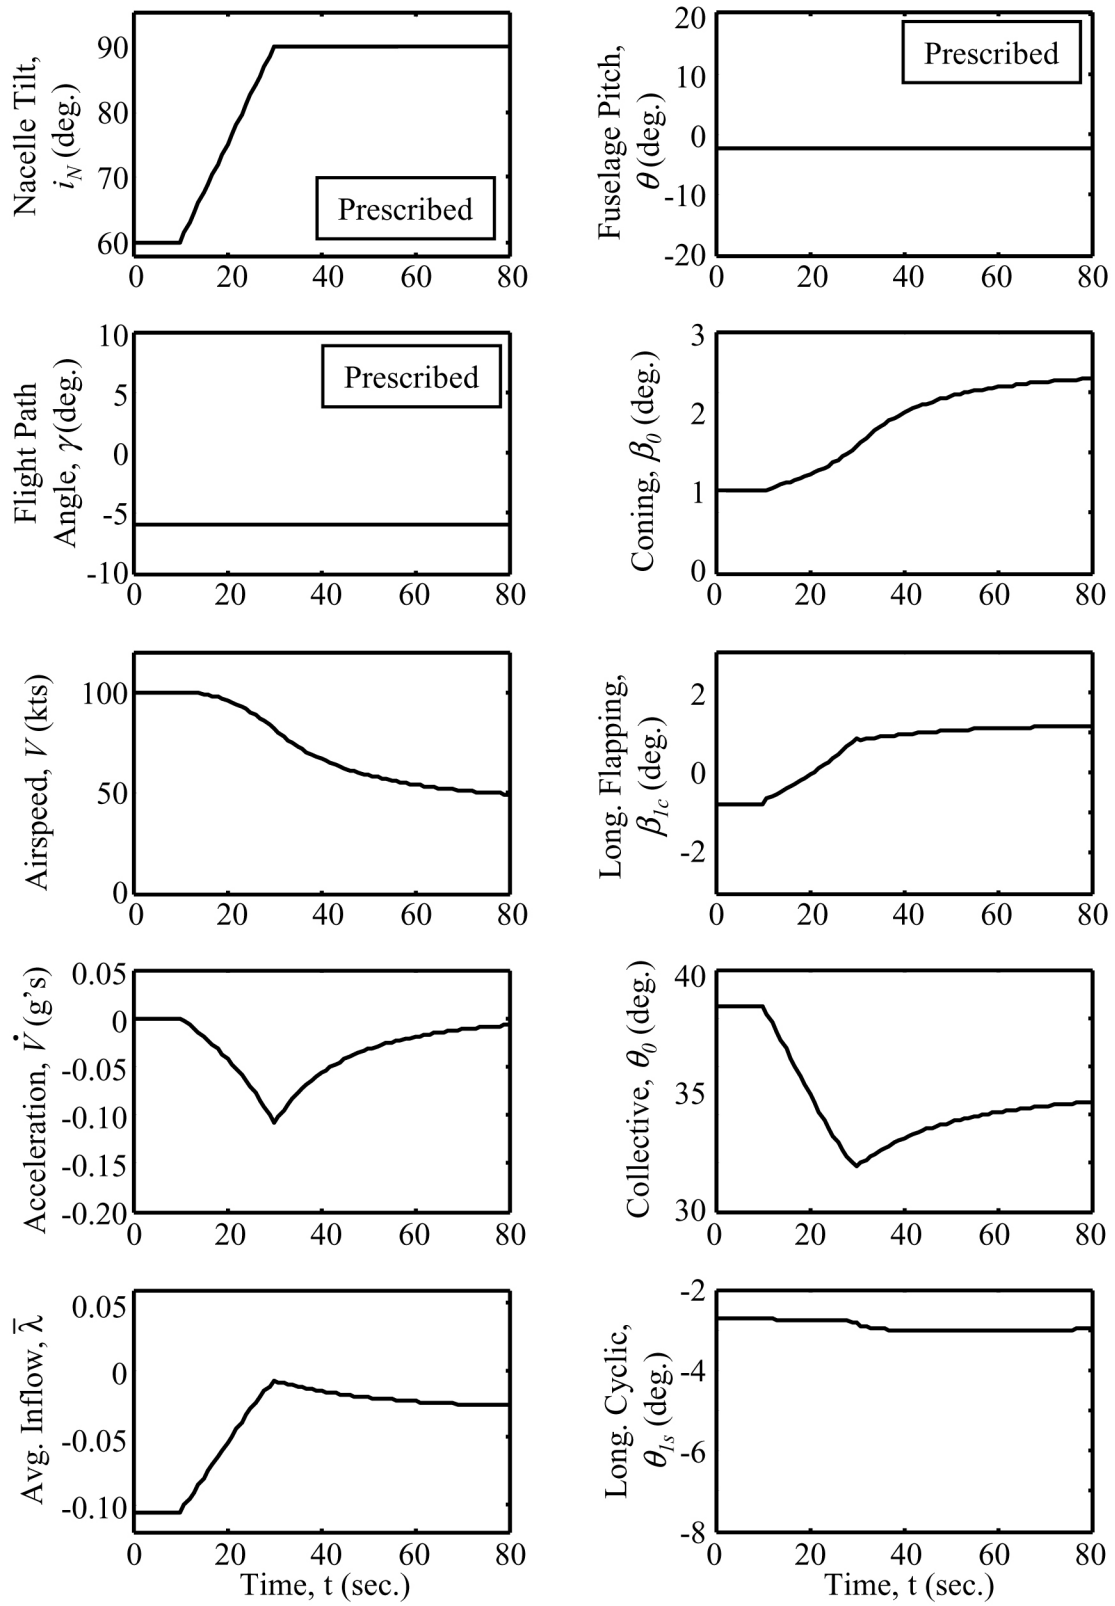 Nacelle Tilt,
i_N (deg.)
90
80
70
60
Prescribed
0 20 40 60 80
Fuselage Pitch,
θ (deg.)
20
10
0
-10
-20
Prescribed
0 20 40 60 80
Flight Path
Angle, γ (deg.)
10
5
0
-5
-10
Prescribed
0 20 40 60 80
Coning, β_0 (deg.)
3
2
1
0
0 20 40 60 80
Airspeed, V (kts)
100
50
0
0 20 40 60 80
Long. Flapping,
β_1c (deg.)
2
0
-2
0 20 40 60 80
Acceleration, V̇ (g's)
0.05
0
-0.05
-0.10
-0.15
-0.20
0 20 40 60 80
Collective, θ_0 (deg.)
40
35
30
0 20 40 60 80
Avg. Inflow, λ̄
0.05
0
-0.05
-0.10
0 20 40 60 80
Time, t (sec.)
Long. Cyclic,
θ_1s (deg.)
-2
-4
-6
-8
0 20 40 60 80
Time, t (sec.)